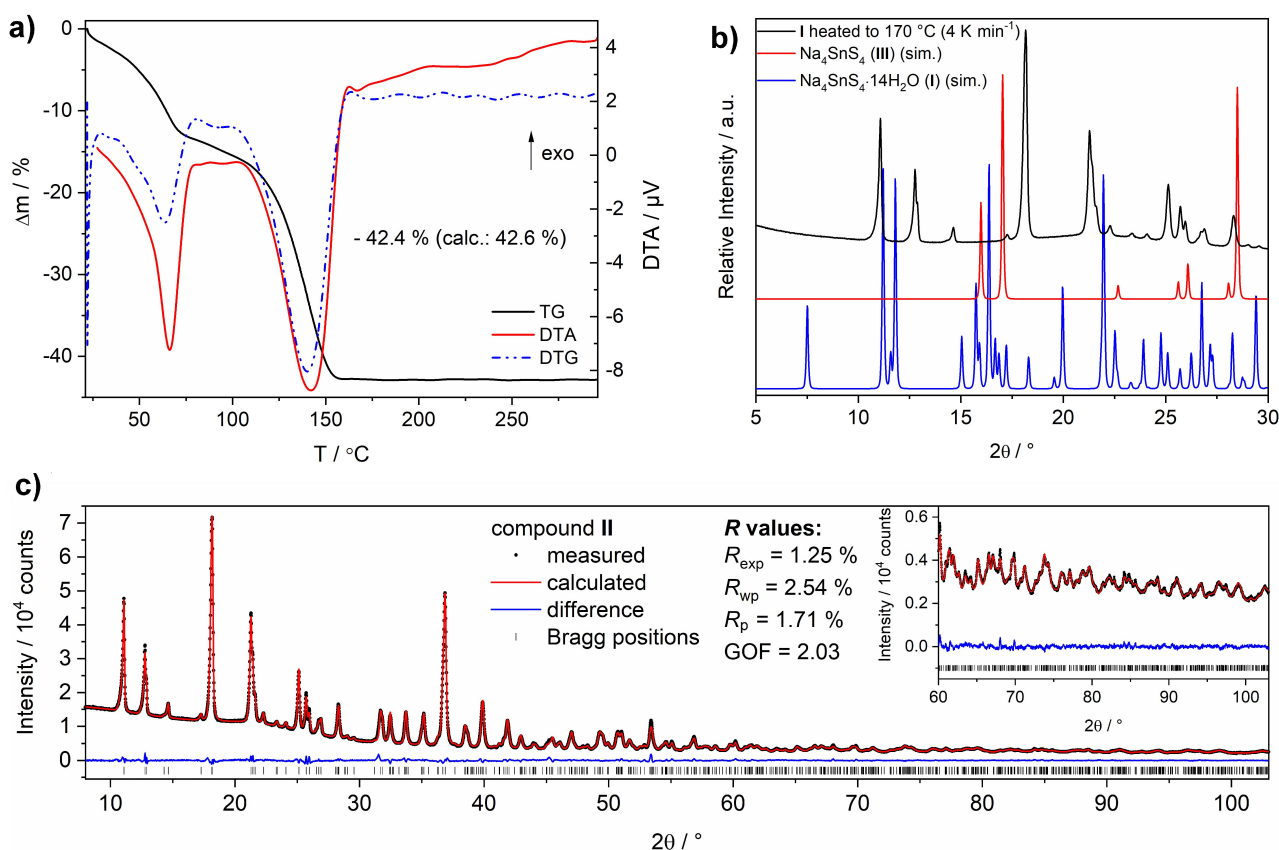 a)
0
-10
-20
-30
-40
Δm / %
4
2
0
-2
-4
-6
-8
DTA / µV
exo
- 42.4 % (calc.: 42.6 %)
TG
DTA
DTG
50
100
150
200
250
T / °C
b)
I heated to 170 °C (4 K min⁻¹)
Na₄SnS₄ (III) (sim.)
Na₄SnS₄·14H₂O (I) (sim.)
Relative Intensity / a.u.
5
10
15
20
25
30
2θ / °
c)
7
6
5
4
3
2
1
0
Intensity / 10⁴ counts
compound II
measured
calculated
difference
Bragg positions
R values:
Rₑₓₚ = 1.25 %
R_wp = 2.54 %
Rₚ = 1.71 %
GOF = 2.03
0.6
0.4
0.2
0.0
Intensity / 10⁴ counts
60
70
80
90
100
2θ / °
10
20
30
40
50
60
70
80
90
100
2θ / °